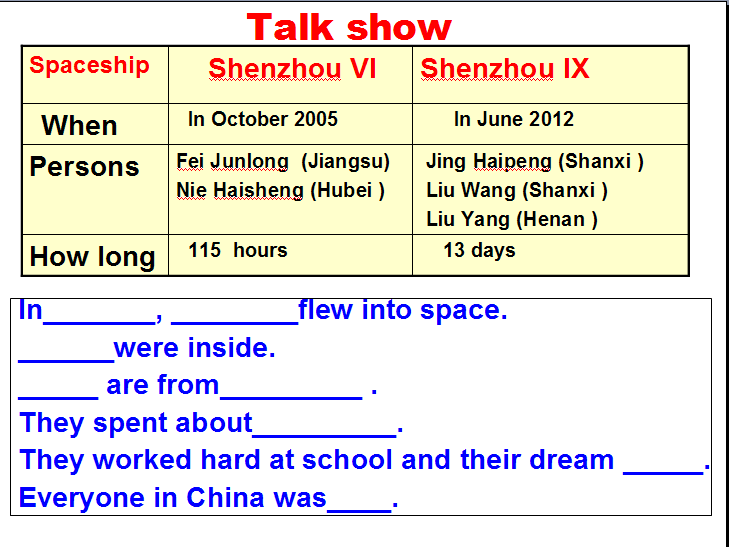 Talk show
Spaceship Shenzhou VI Shenzhou IX
When In October 2005 In June 2012
Persons Fei Junlong (Jiangsu) Jing Haipeng (Shanxi )
Nie Haisheng (Hubei ) Liu Wang (Shanxi )
Liu Yang (Henan )
How long 115 hours 13 days
In_______, ________flew into space.
______were inside.
_____ are from_________ .
They spent about_________.
They worked hard at school and their dream _____.
Everyone in China was____.